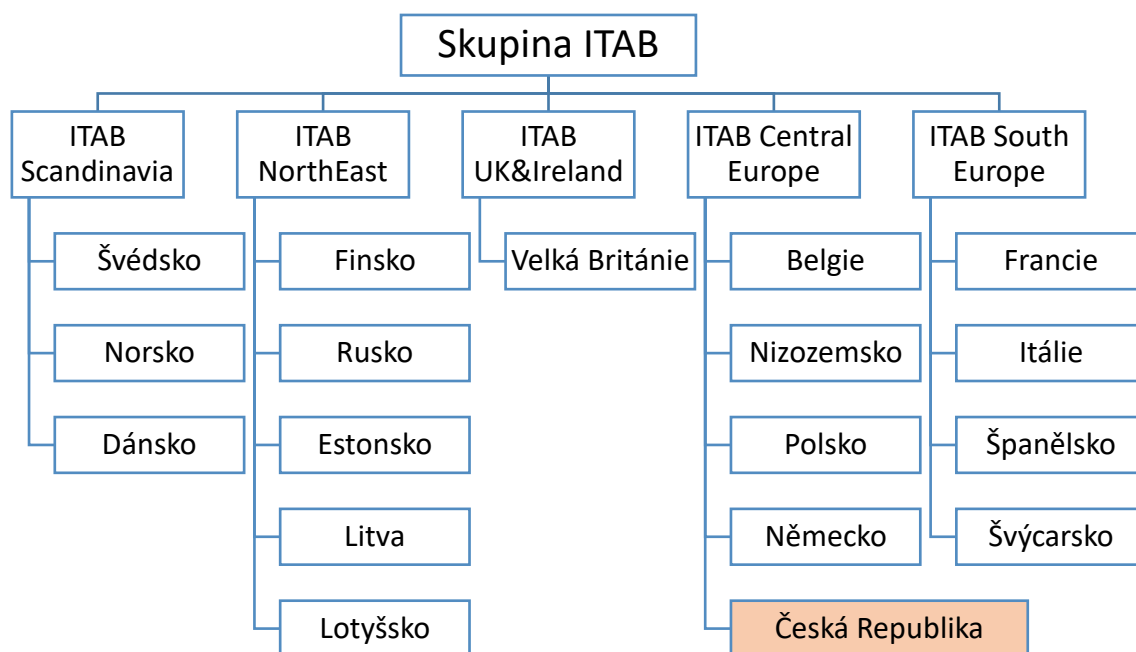 Skupina ITAB
ITAB
Scandinavia
ITAB
NorthEast
ITAB
UK&Ireland
ITAB Central
Europe
ITAB South
Europe
Švédsko
Norsko
Dánsko
Finsko
Rusko
Estonsko
Litva
Lotyšsko
Velká Británie
Belgie
Nizozemsko
Polsko
Německo
Česká Republika
Francie
Itálie
Španělsko
Švýcarsko